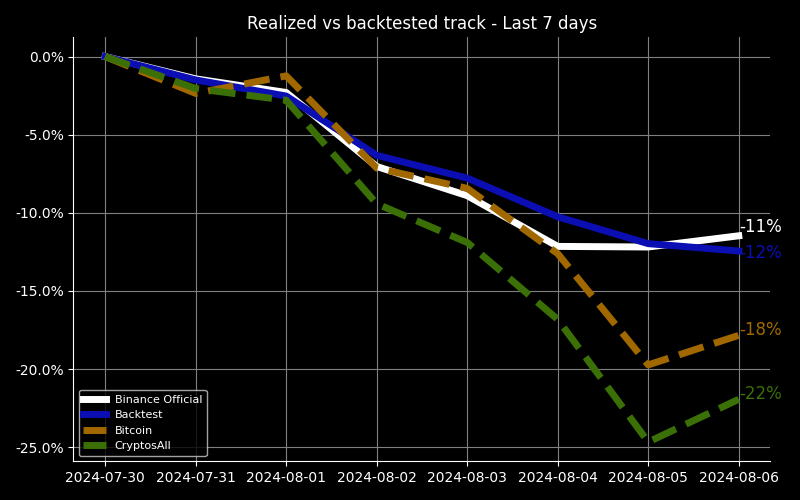 Realized vs backtested track - Last 7 days
0.0%
-5.0%
-10.0%
-15.0%
-20.0%
-25.0%
-11%
-12%
-18%
-22%
Binance Official
Backtest
Bitcoin
CryptosAll
2024-07-30 2024-07-31 2024-08-01 2024-08-02 2024-08-03 2024-08-04 2024-08-05 2024-08-06